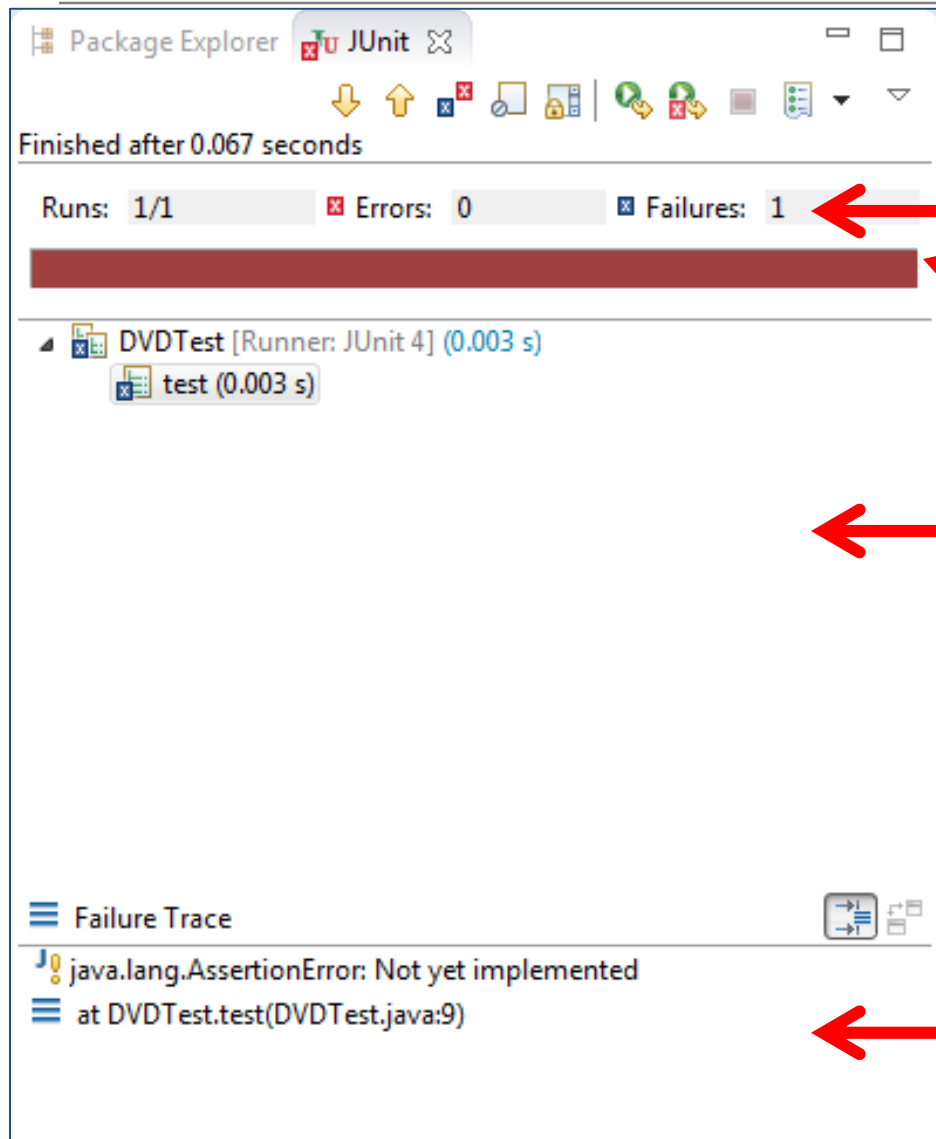 Package Explorer JUnit
Finished after 0.067 seconds
Runs: 1/1 Errors: 0 Failures: 1
DVDTest [Runner: JUnit 4] (0.003 s)
test (0.003 s)
Failure Trace
java.lang.AssertionError: Not yet implemented
at DVDTest.test(DVDTest.java:9)